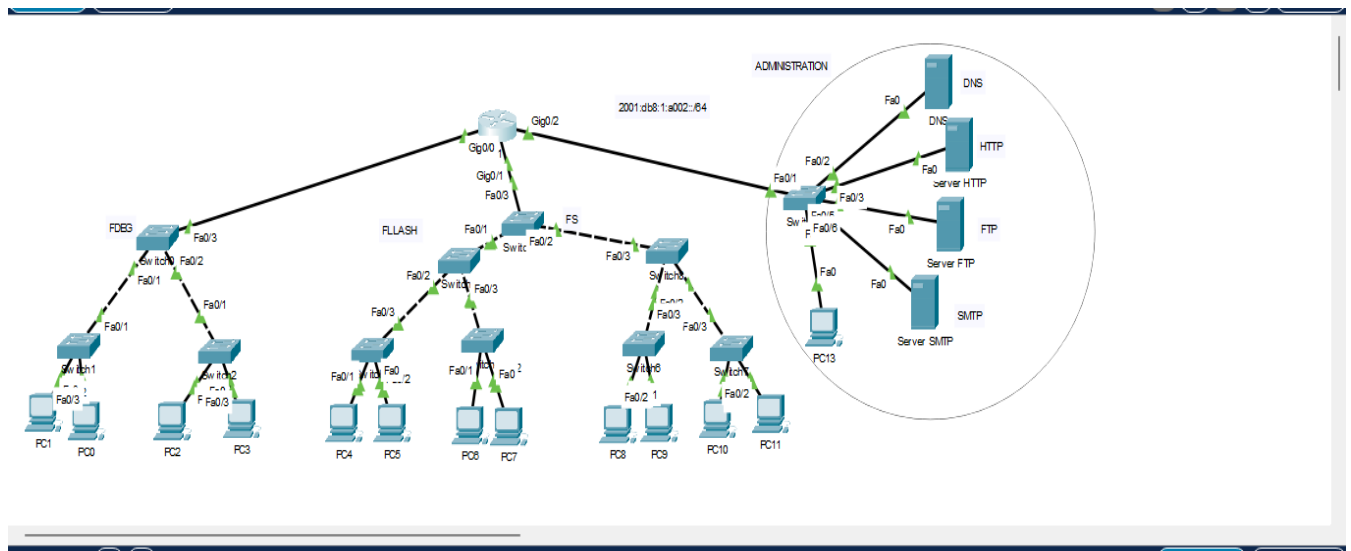 ADMINISTRATION
DNS
Fa0
2001:db8:1:a002::/64
Gig0/2
DNS
Gig0/0
HTTP
Gig0/1
Fa0/1
Fa0/2
Fa0
Server HTTP
Fa0/3
Fa0/3
FS
FDEG
FLLASH
Fa0/1
Fa0/2
Fa0/6
Fa0
FTP
Fa0/3
Switch0
Fa0/2
Fa0/3
Server FTP
Fa0/1
Fa0/2
Fa0/3
Fa0
Fa0
Fa0/1
Fa0/3
Fa0/3
Fa0/3
SMTP
Fa0/1
Server SMTP
Switch1
Switch2
Switch6
Switch7
PC13
Fa0/1
Fa0
Fa0/1
Fa0
Fa0/3
Fa0/3
Fa0/2
Fa0/2
PC1
PC0
PC2
PC3
PC4
PC5
PC6
PC7
PC8
PC9
PC10
PC11